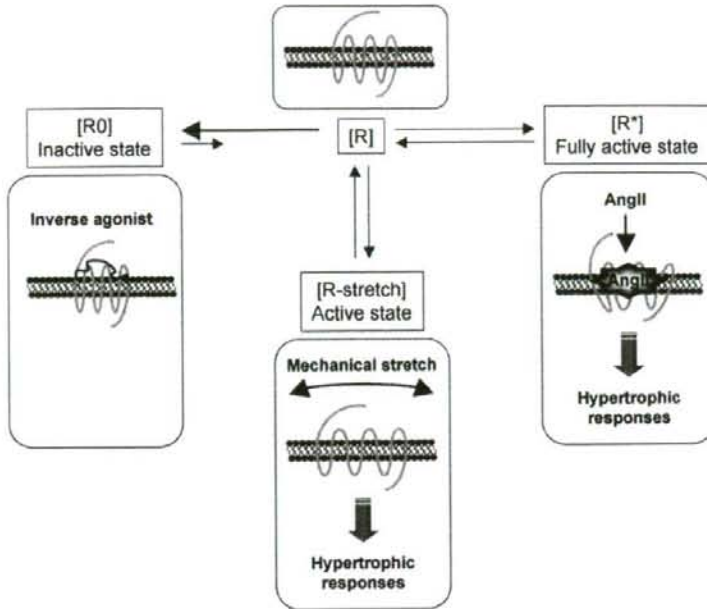 [R0]
Inactive state
[R]
[R*]
Fully active state
Inverse agonist
AngII
AngII
Hypertrophic
responses
[R-stretch]
Active state
Mechanical stretch
Hypertrophic
responses